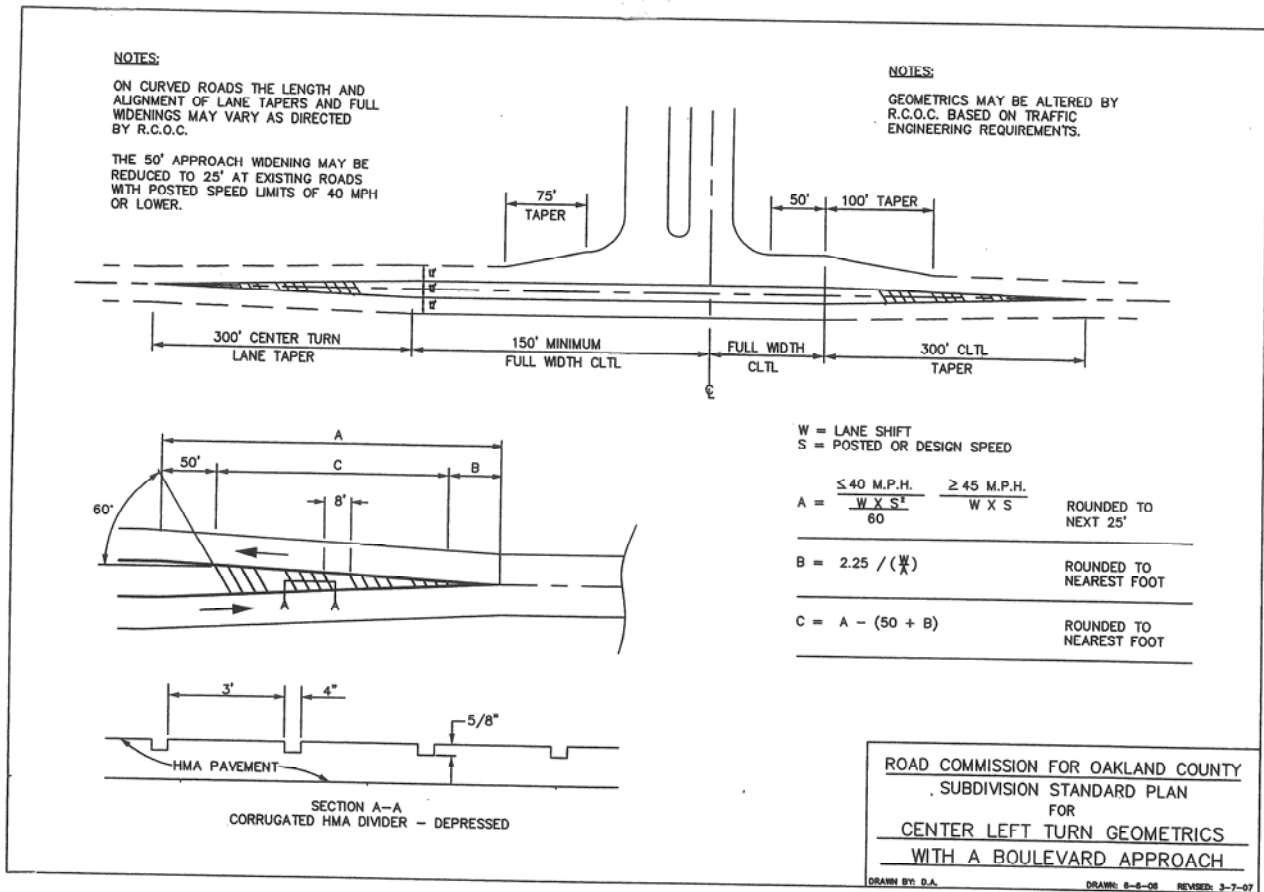 NOTES:
ON CURVED ROADS THE LENGTH AND
ALIGNMENT OF LANE TAPERS AND FULL
WIDENINGS MAY VARY AS DIRECTED
BY R.C.O.C.
THE 50' APPROACH WIDENING MAY BE
REDUCED TO 25' AT EXISTING ROADS
WITH POSTED SPEED LIMITS OF 40 MPH
OR LOWER.
NOTES:
GEOMETRICS MAY BE ALTERED BY
R.C.O.C. BASED ON TRAFFIC
ENGINEERING REQUIREMENTS.
75'
TAPER
50'
100' TAPER
300' CENTER TURN
LANE TAPER
150' MINIMUM
FULL WIDTH CLTL
FULL WIDTH
CLTL
300' CLTL
TAPER
℄
A
50'
C
B
8'
60°
A
A
W = LANE SHIFT
S = POSTED OR DESIGN SPEED
≤40 M.P.H.
≥45 M.P.H.
A =
W X S²
60
W X S
ROUNDED TO
NEXT 25'
B = 2.25 / (W/A)
ROUNDED TO
NEAREST FOOT
C = A - (50 + B)
ROUNDED TO
NEAREST FOOT
3'
4"
5/8"
HMA PAVEMENT
SECTION A-A
CORRUGATED HMA DIVIDER - DEPRESSED
ROAD COMMISSION FOR OAKLAND COUNTY
SUBDIVISION STANDARD PLAN
FOR
CENTER LEFT TURN GEOMETRICS
WITH A BOULEVARD APPROACH
DRAWN BY: D.A.
DRAWN: 6-6-06
REVISED: 3-7-07